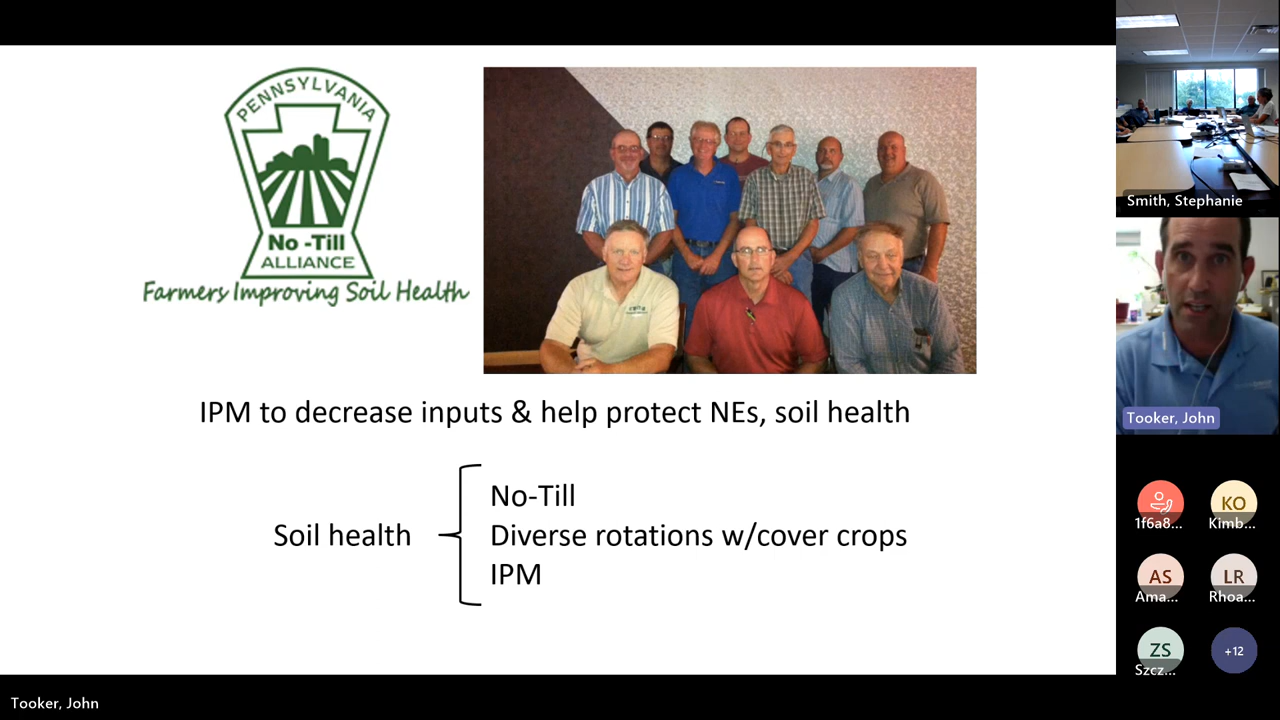 PENNSYLVANIA
No -Till
ALLIANCE
Farmers Improving Soil Health
IPM to decrease inputs & help protect NEs, soil health
Soil health
No-Till
Diverse rotations w/cover crops
IPM
Smith, Stephanie
Tooker, John
1f6a8...
KO
Kimb...
AS
Ama...
LR
Rhoa...
ZS
Szcz...
+12
Tooker, John